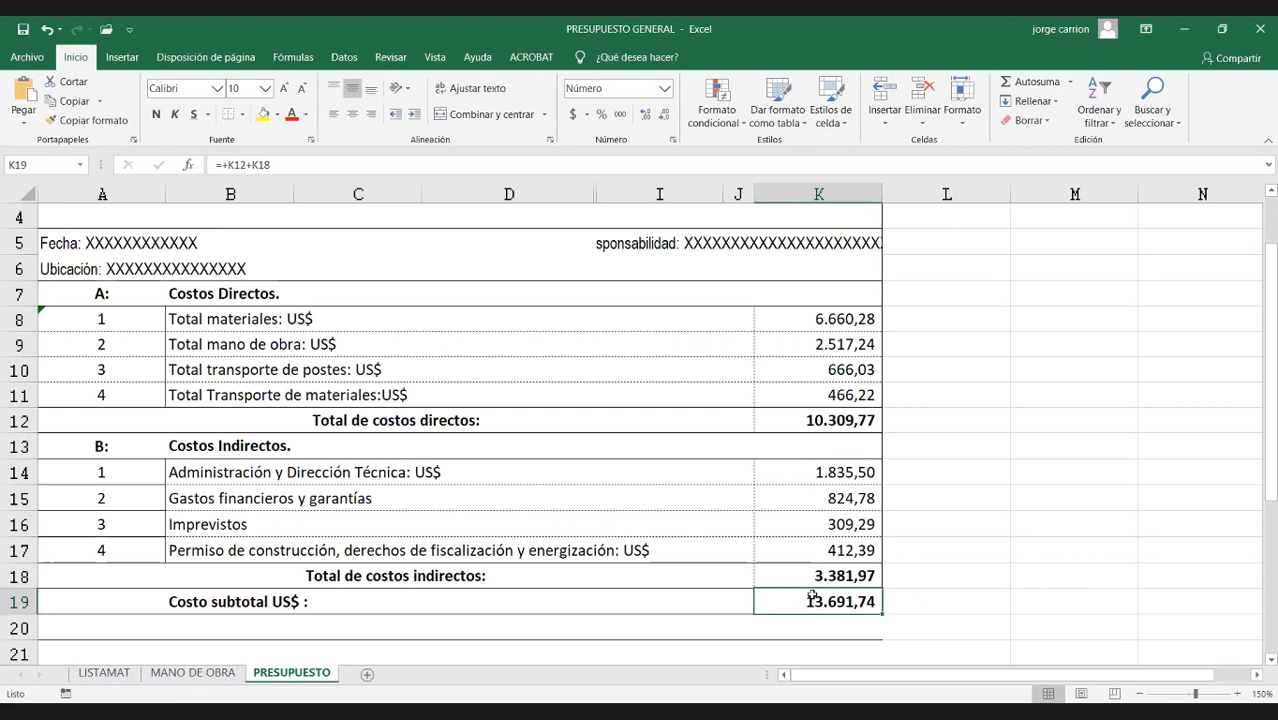 PRESUPUESTO GENERAL - Excel
jorge carrion
Archivo Inicio Insertar Disposición de página Fórmulas Datos Revisar Vista Ayuda ACROBAT ¿Qué desea hacer? Compartir
Pegar
Cortar
Copiar
Copiar formato
Portapapeles
Calibri 10
N K S
Fuente
Ajustar texto
Combinar y centrar
Alineación
Número
$ % 000
Número
Formato condicional
Dar formato como tabla
Estilos de celda
Estilos
Insertar Eliminar Formato
Celdas
Autosuma
Rellenar
Borrar
Ordenar y filtrar
Buscar y seleccionar
Edición
K19 fx =+K12+K18
A B C D I J K L M N
4
5 Fecha: XXXXXXXXXXXX sponsabilidad: XXXXXXXXXXXXXXXXXXXXX
6 Ubicación: XXXXXXXXXXXXXXX
7 A: Costos Directos.
8 1 Total materiales: US$ 6.660,28
9 2 Total mano de obra: US$ 2.517,24
10 3 Total transporte de postes: US$ 666,03
11 4 Total Transporte de materiales:US$ 466,22
12 Total de costos directos: 10.309,77
13 B: Costos Indirectos.
14 1 Administración y Dirección Técnica: US$ 1.835,50
15 2 Gastos financieros y garantías 824,78
16 3 Imprevistos 309,29
17 4 Permiso de construcción, derechos de fiscalización y energización: US$ 412,39
18 Total de costos indirectos: 3.381,97
19 Costo subtotal US$ : 13.691,74
20
21
LISTAMAT MANO DE OBRA PRESUPUESTO
Listo 150%